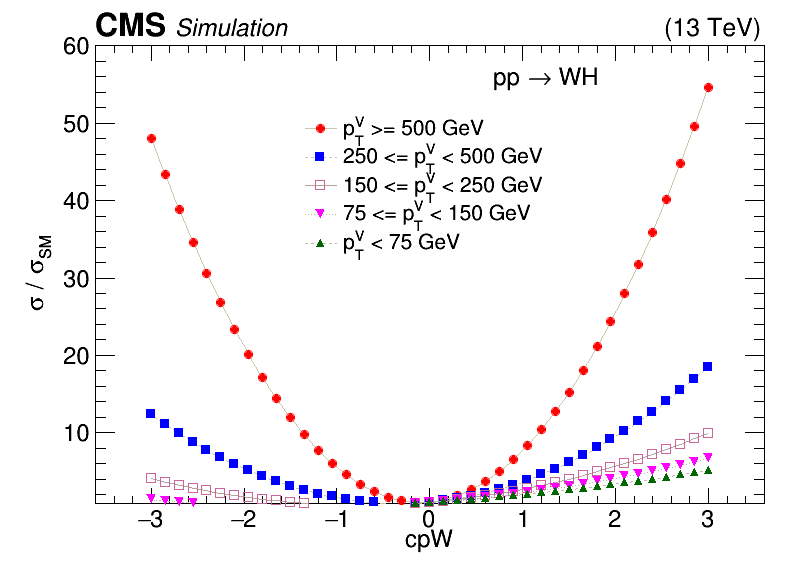 CMS Simulation (13 TeV)
pp → WH
p_T^V >= 500 GeV
250 <= p_T^V < 500 GeV
150 <= p_T^V < 250 GeV
75 <= p_T^V < 150 GeV
p_T^V < 75 GeV
σ / σ_SM
60
50
40
30
20
10
−3 −2 −1 0 1 2 3
cpW